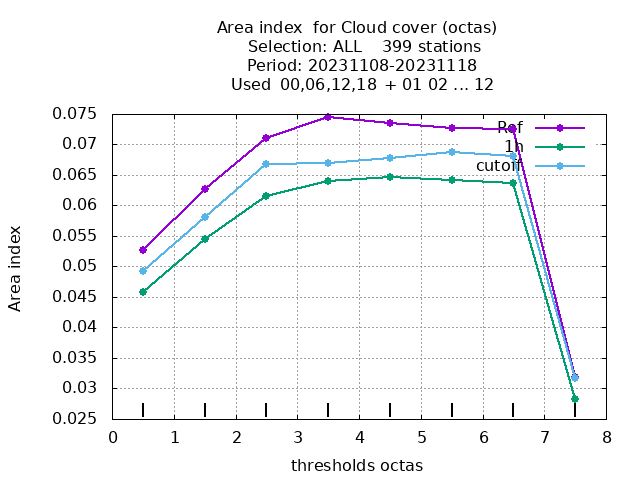 Area index  for Cloud cover (octas)
Selection: ALL    399 stations
Period: 20231108-20231118
Used  00,06,12,18  + 01 02 ... 12
0.075
0.07
0.065
0.06
0.055
0.05
0.045
0.04
0.035
0.03
0.025
Area index
Ref
1h
cutoff
0 1 2 3 4 5 6 7 8
thresholds octas